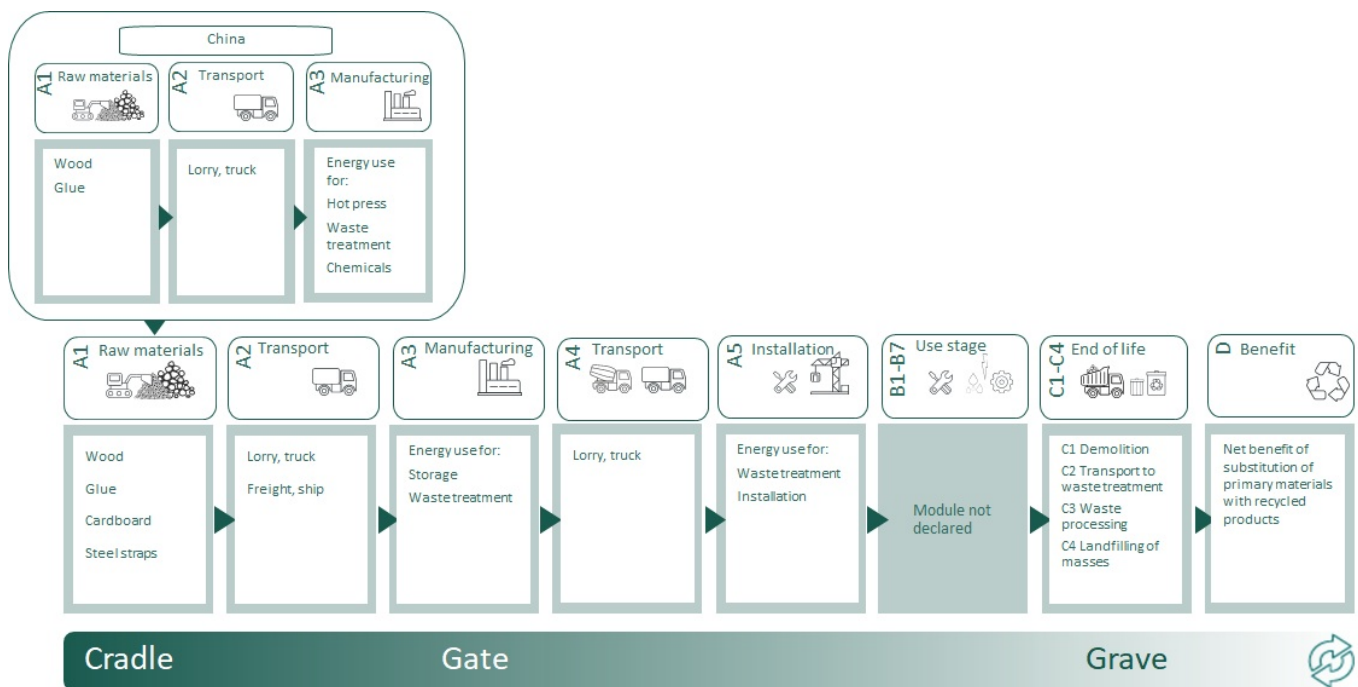 China
A1 Raw materials
A2 Transport
A3 Manufacturing
Wood
Glue
Lorry, truck
Energy use
for:
Hot press
Waste
treatment
Chemicals
A1 Raw materials
A2 Transport
A3 Manufacturing
A4 Transport
A5 Installation
B1-B7 Use stage
C1-C4 End of life
D Benefit
Wood
Glue
Cardboard
Steel straps
Lorry, truck
Freight, ship
Energy use for:
Storage
Waste treatment
Lorry, truck
Energy use for:
Waste treatment
Installation
Module not
declared
C1 Demolition
C2 Transport to
waste treatment
C3 Waste
processing
C4 Landfilling of
masses
Net benefit of
substitution of
primary materials
with recycled
products
Cradle
Gate
Grave